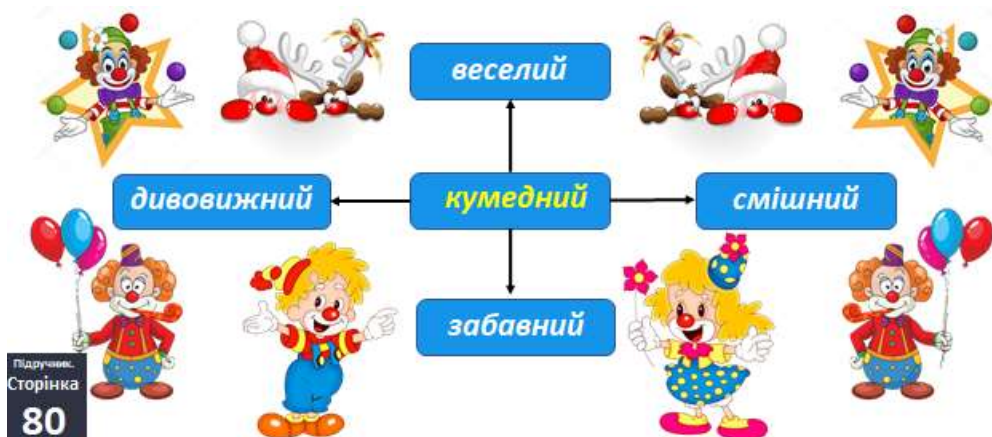 веселий
дивовижний
кумедний
смішний
забавний
Підручник.
Сторінка
80